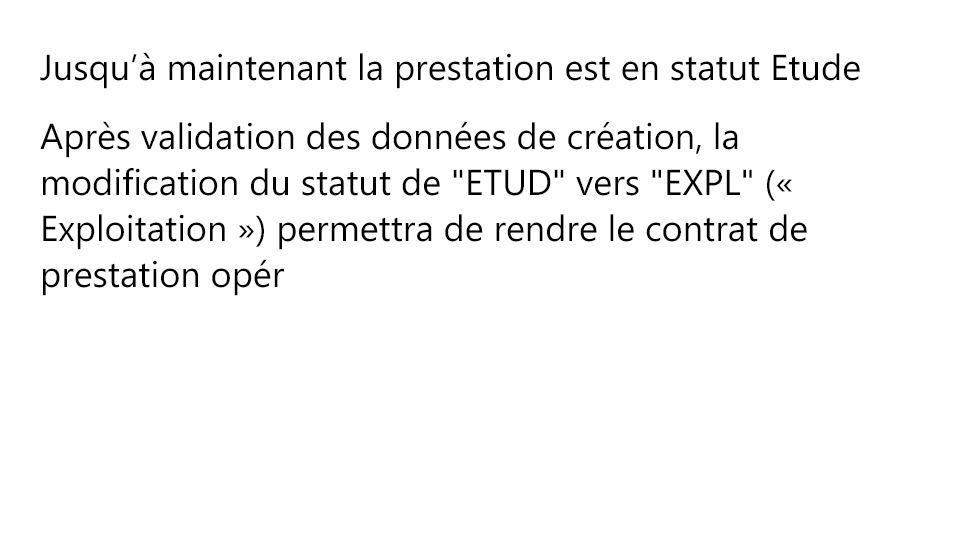 Jusqu’à maintenant la prestation est en statut Etude
Après validation des données de création, la
modification du statut de "ETUD" vers "EXPL" («
Exploitation ») permettra de rendre le contrat de
prestation opér